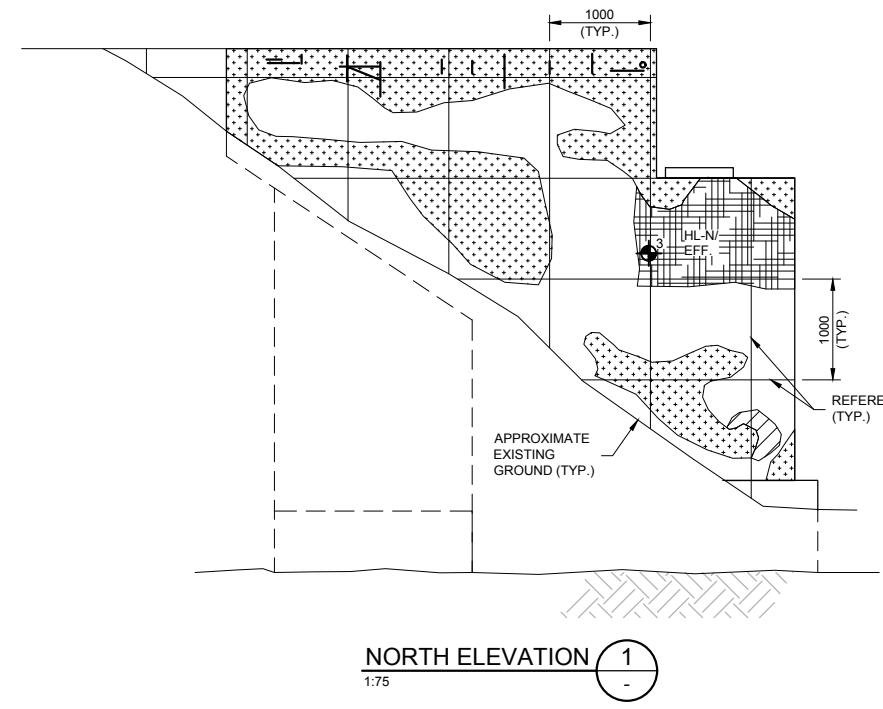 1000
(TYP.)
HL-N/
EFF.
3
1000
(TYP.)
REFERE
(TYP.)
APPROXIMATE
EXISTING
GROUND (TYP.)
NORTH ELEVATION
1
1:75
-